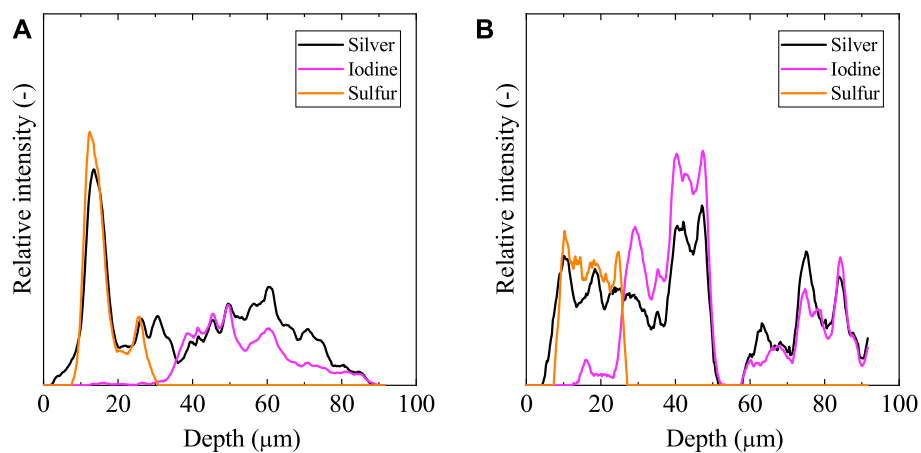 A
Silver
Iodine
Sulfur
Relative intensity (-)
0 20 40 60 80 100
Depth (μm)
B
Silver
Iodine
Sulfur
Relative intensity (-)
0 20 40 60 80 100
Depth (μm)